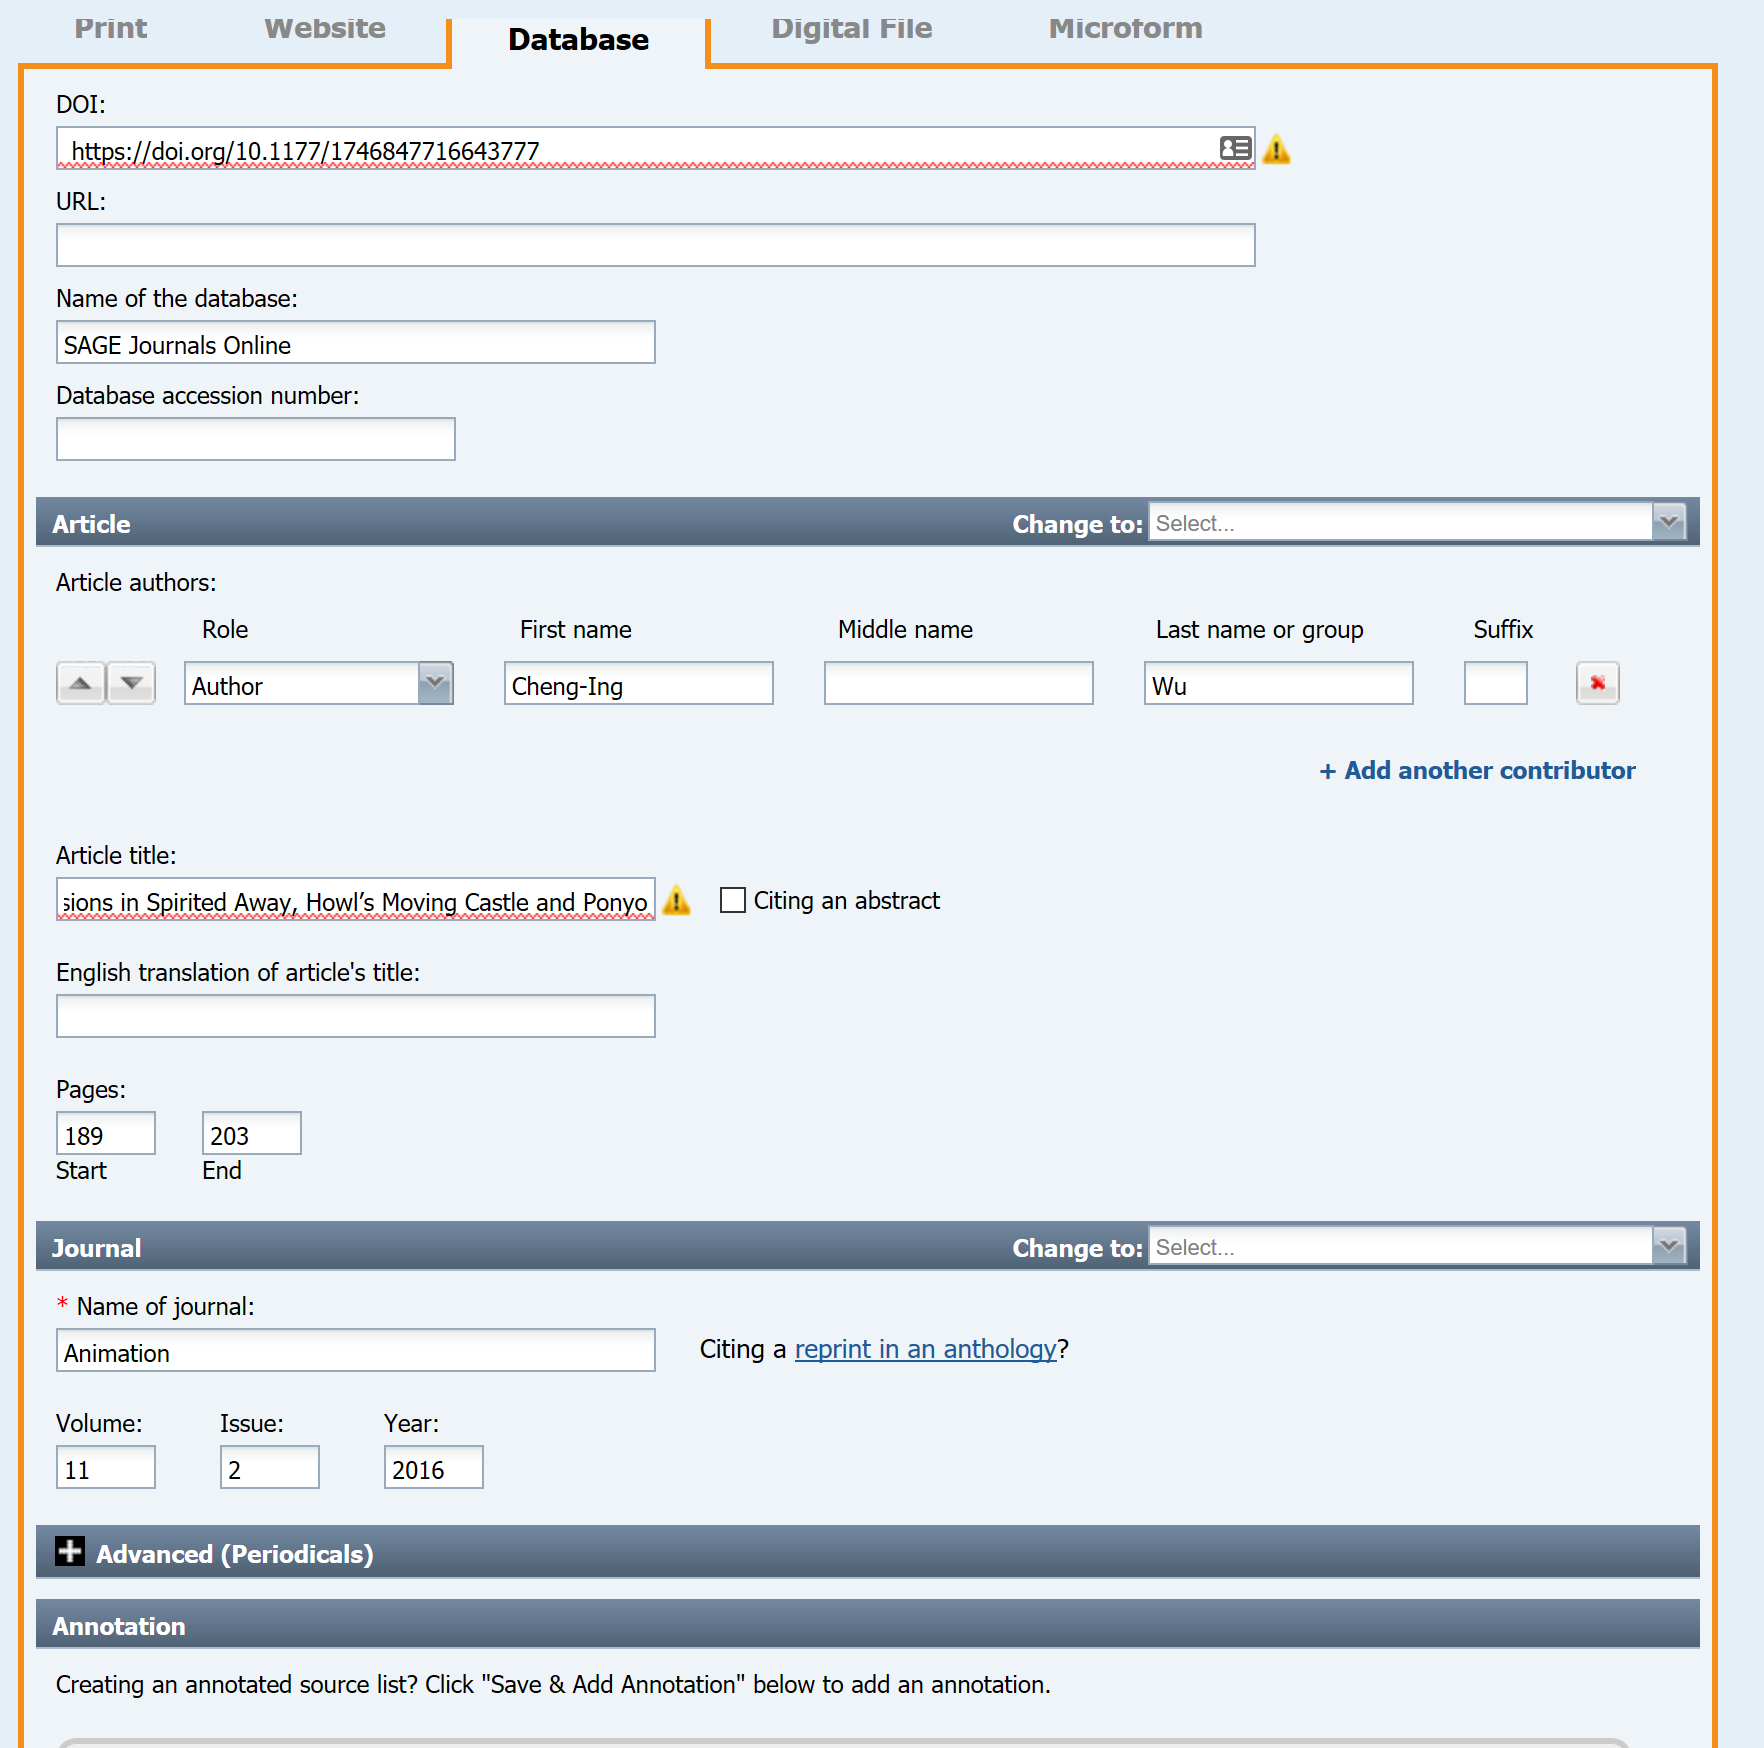 Print Website Database Digital File Microform
DOI:
https://doi.org/10.1177/1746847716643777
URL:
Name of the database:
SAGE Journals Online
Database accession number:
Article Change to: Select...
Article authors:
Role First name Middle name Last name or group Suffix
Author Cheng-Ing Wu
+ Add another contributor
Article title:
sions in Spirited Away, Howl’s Moving Castle and Ponyo Citing an abstract
English translation of article's title:
Pages:
189 203
Start End
Journal Change to: Select...
* Name of journal:
Animation Citing a reprint in an anthology?
Volume: Issue: Year:
11 2 2016
Advanced (Periodicals)
Annotation
Creating an annotated source list? Click "Save & Add Annotation" below to add an annotation.